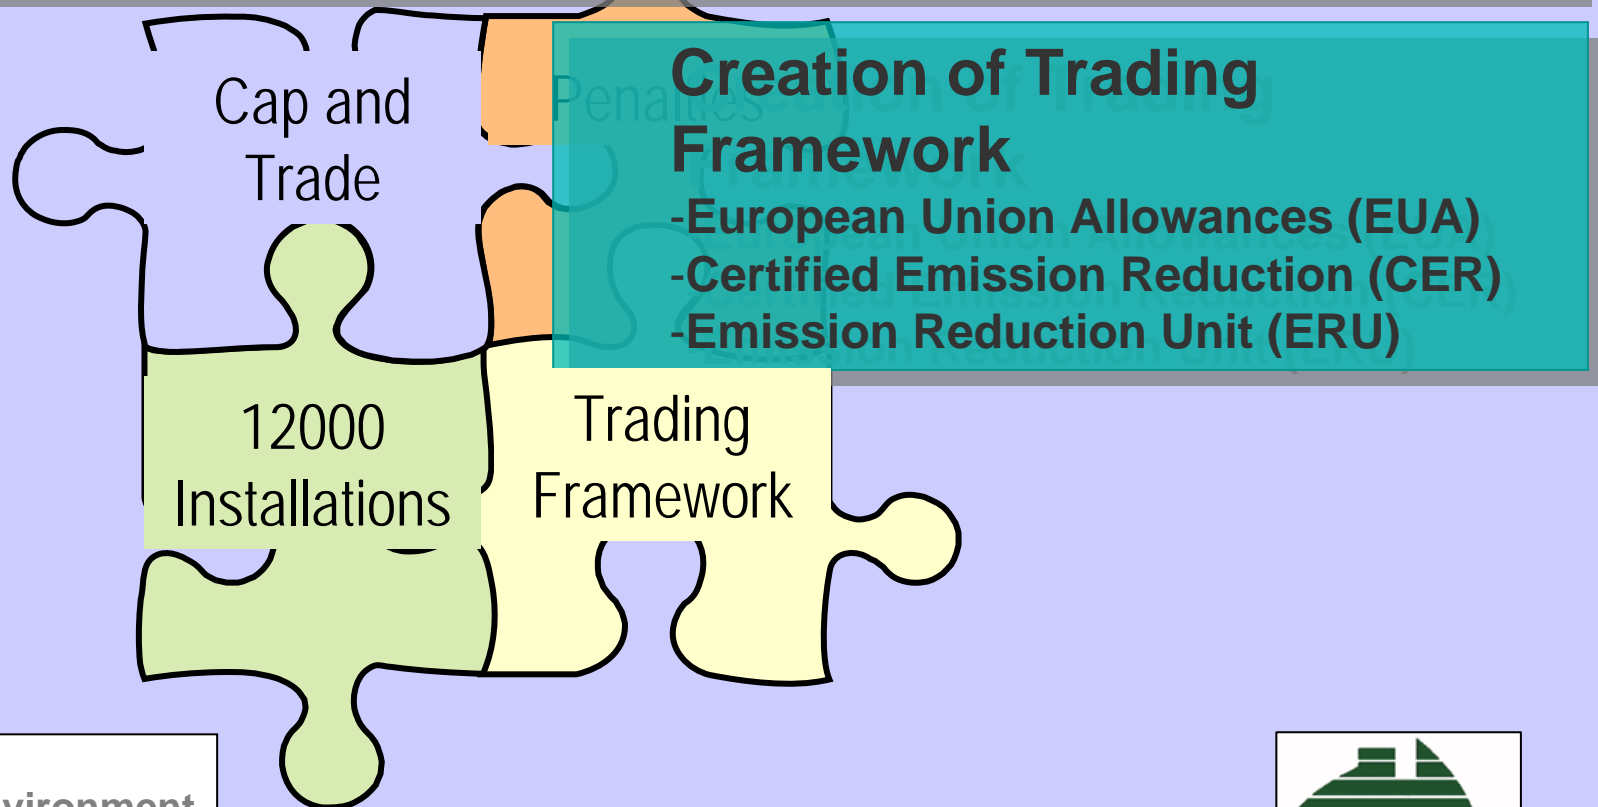 Cap and
Trade
Penalties
Creation of Trading
Framework
-European Union Allowances (EUA)
-Certified Emission Reduction (CER)
-Emission Reduction Unit (ERU)
12000
Installations
Trading
Framework
vironment